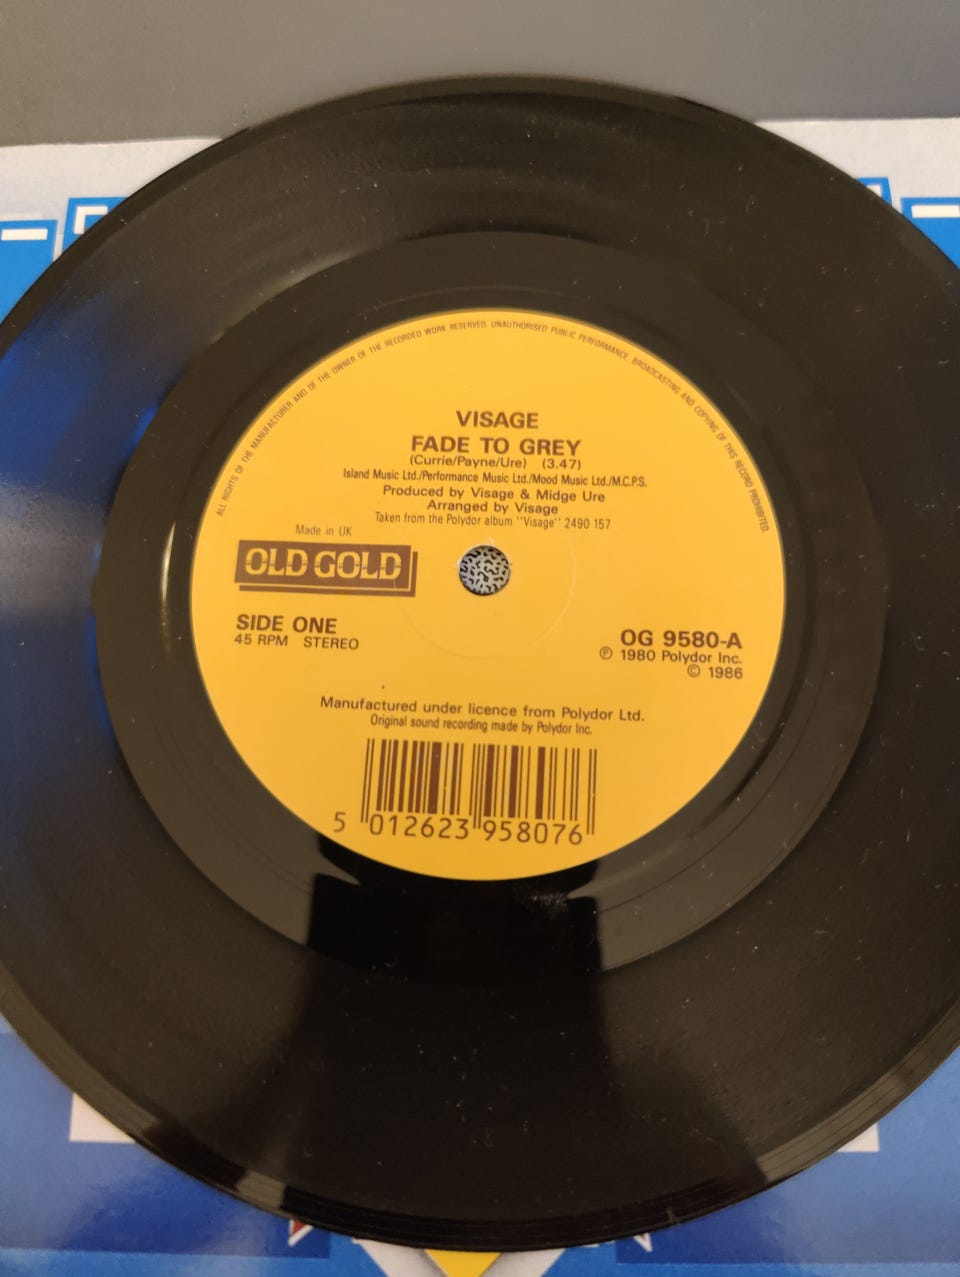 ALL RIGHTS OF THE MANUFACTURER AND OF THE OWNER OF THE RECORDED WORK RESERVED. UNAUTHORISED PUBLIC PERFORMANCE, BROADCASTING AND COPYING OF THIS RECORD PROHIBITED.
VISAGE
FADE TO GREY
(Currie/Payne/Ure) (3.47)
Island Music Ltd./Performance Music Ltd./Mood Music Ltd./M.C.P.S.
Produced by Visage & Midge Ure
Arranged by Visage
Taken from the Polydor album "Visage" 2490 157
Made in UK
OLD GOLD
SIDE ONE
45 RPM STEREO
OG 9580-A
℗ 1980 Polydor Inc.
© 1986
Manufactured under licence from Polydor Ltd.
Original sound recording made by Polydor Inc.
5 012623 958076